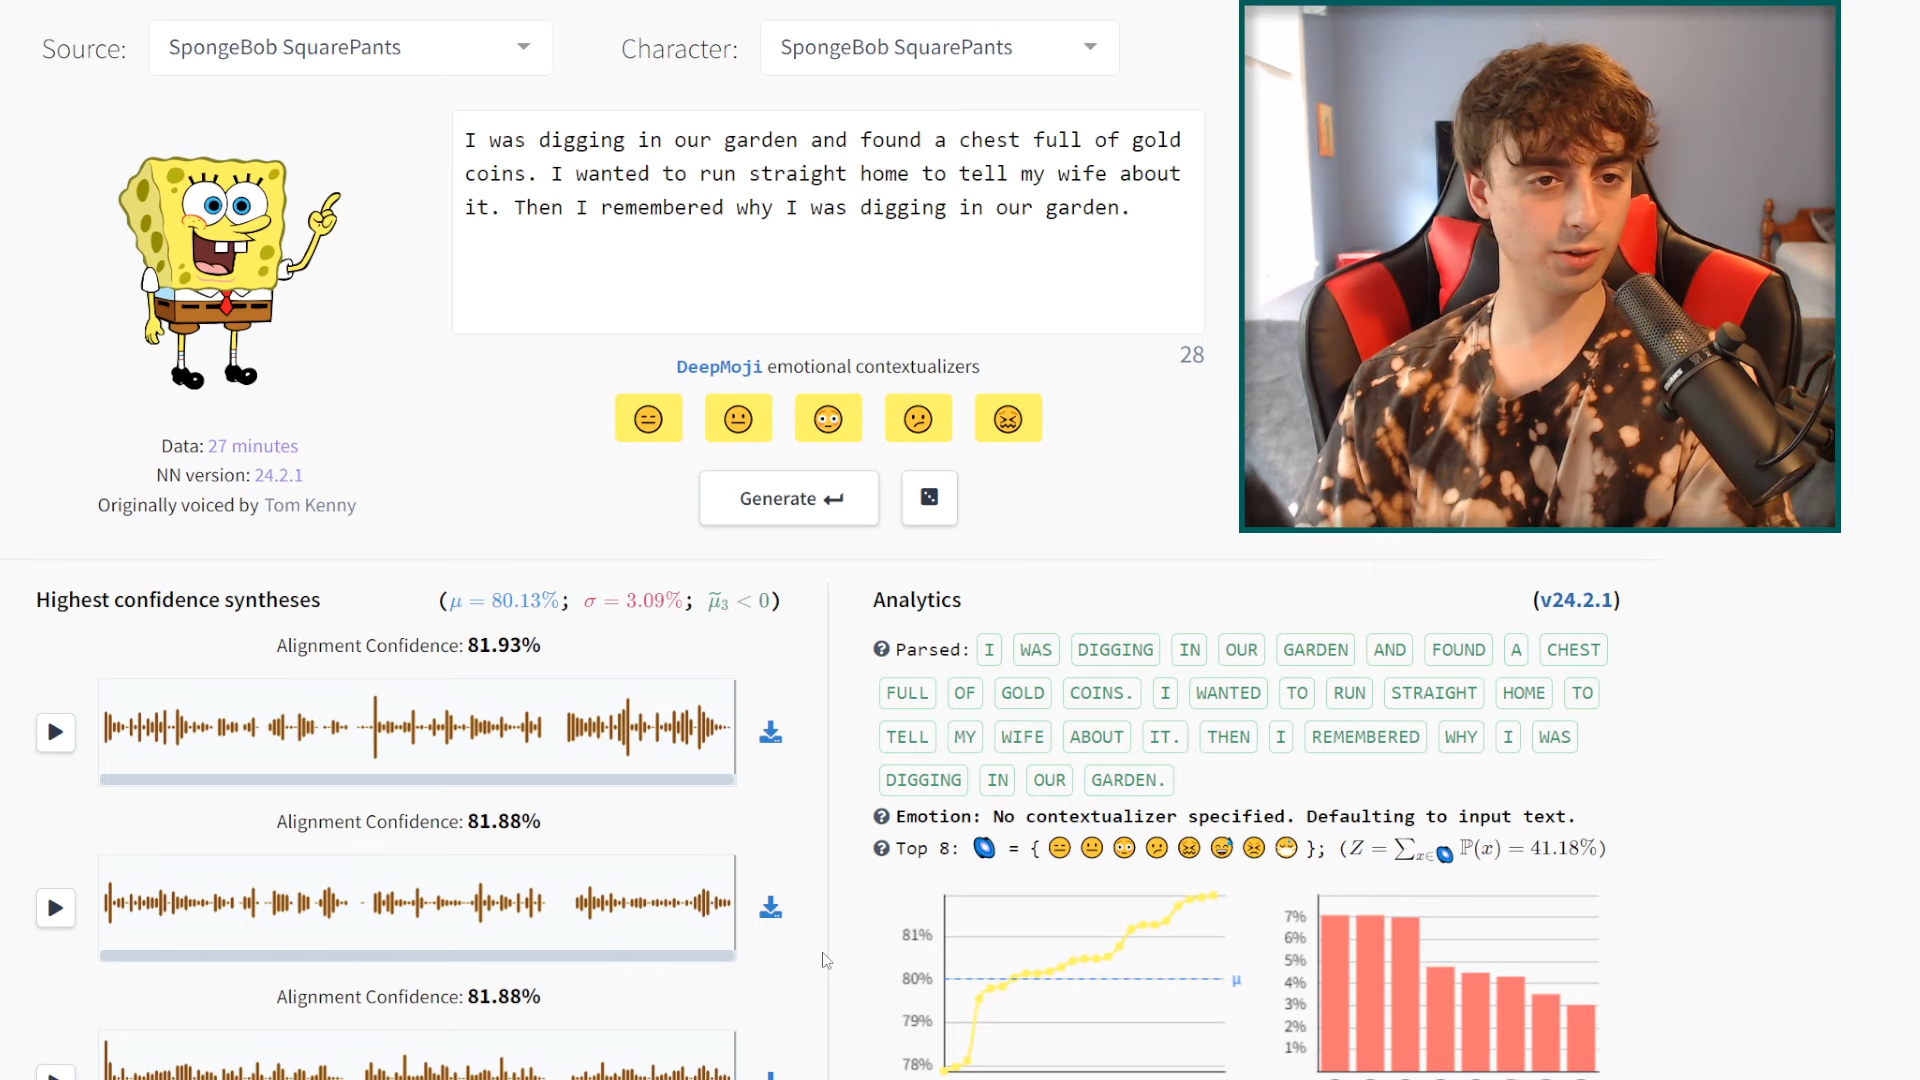 Source: SpongeBob SquarePants Character: SpongeBob SquarePants
I was digging in our garden and found a chest full of gold
coins. I wanted to run straight home to tell my wife about
it. Then I remembered why I was digging in our garden.
28
DeepMoji emotional contextualizers
Data: 27 minutes
NN version: 24.2.1
Originally voiced by Tom Kenny
Generate
Highest confidence syntheses (μ = 80.13%; σ = 3.09%; μ̃₃ < 0)
Alignment Confidence: 81.93%
Alignment Confidence: 81.88%
Alignment Confidence: 81.88%
Analytics (v24.2.1)
Parsed: I WAS DIGGING IN OUR GARDEN AND FOUND A CHEST
FULL OF GOLD COINS. I WANTED TO RUN STRAIGHT HOME TO
TELL MY WIFE ABOUT IT. THEN I REMEMBERED WHY I WAS
DIGGING IN OUR GARDEN.
Emotion: No contextualizer specified. Defaulting to input text.
Top 8: = { 😑 😐 😳 😕 😖 😅 😣 😷 }; (Z = ∑ₓ∈ ℙ(x) = 41.18%)
81%
80%
79%
78%
μ
7%
6%
5%
4%
3%
2%
1%